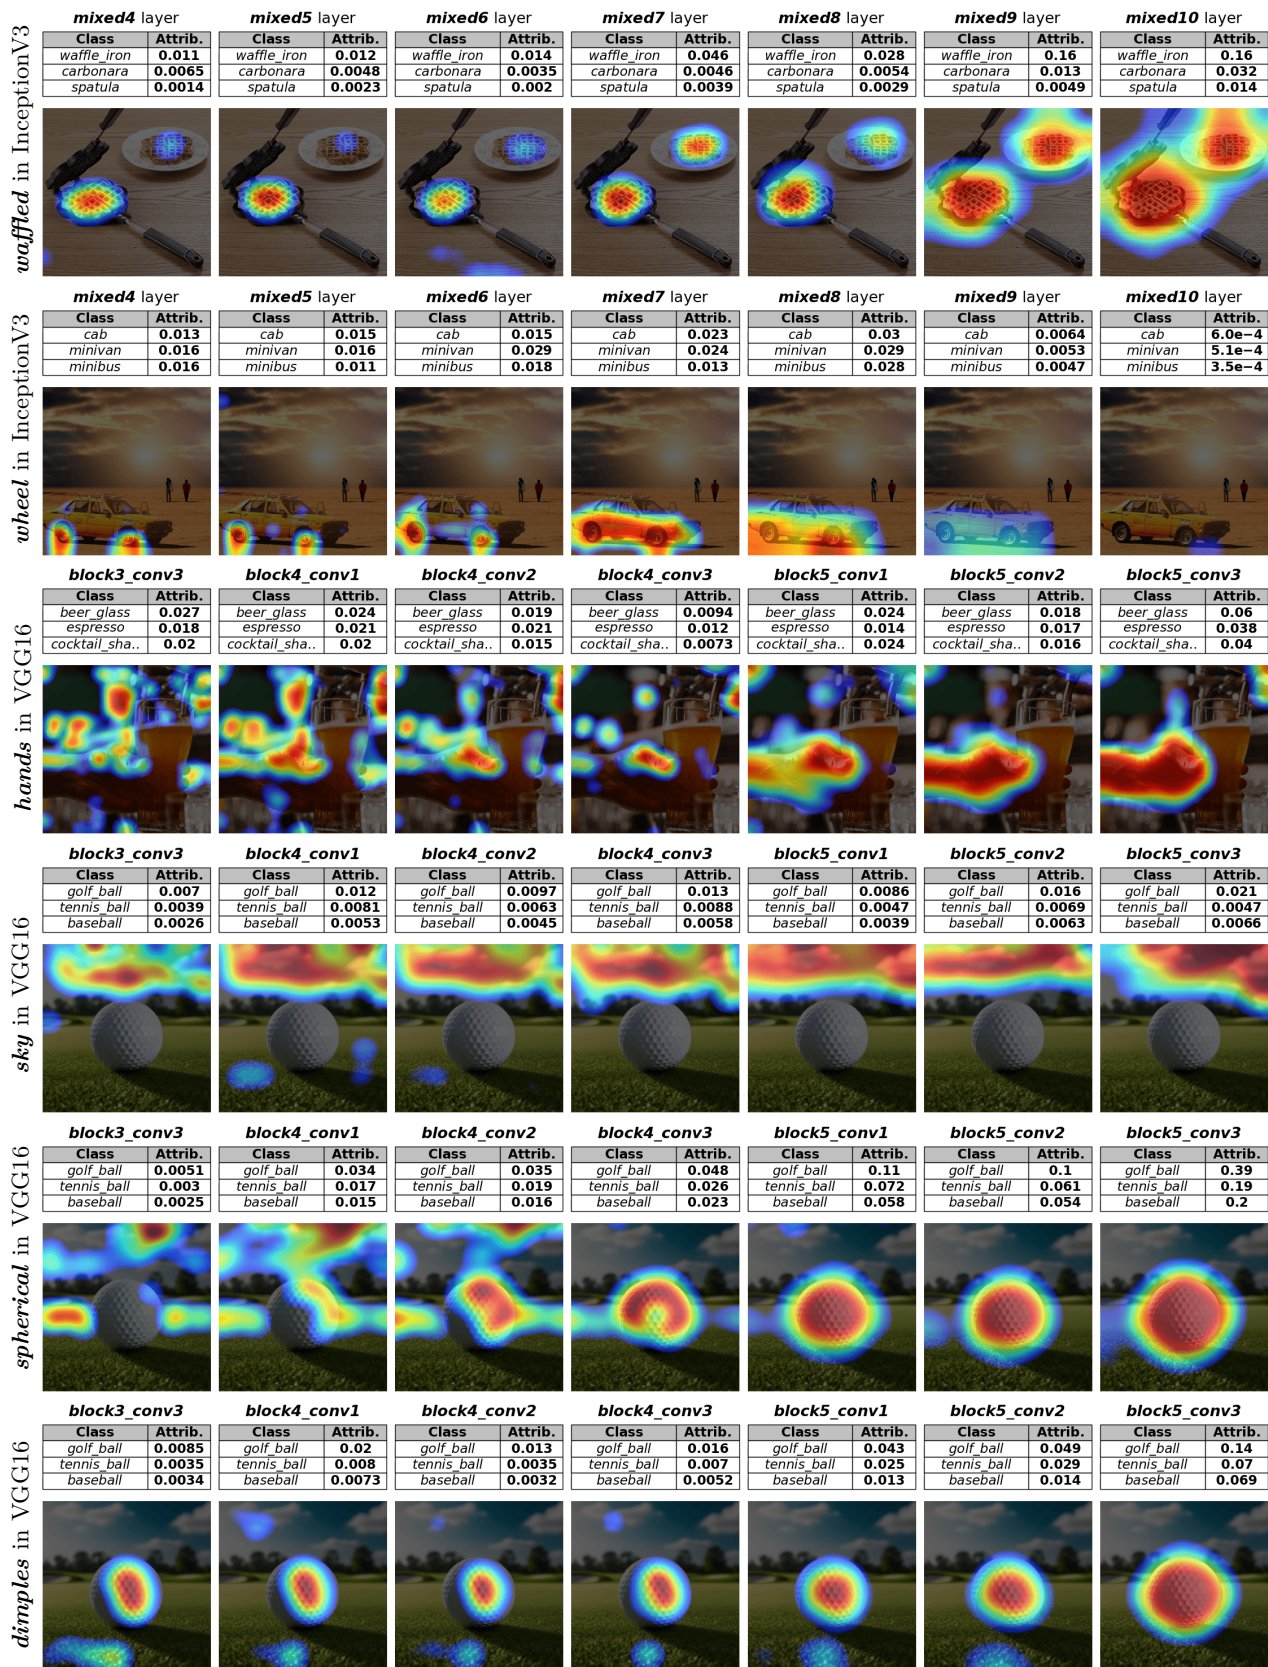 waffled in InceptionV3
mixed4 layer mixed5 layer mixed6 layer mixed7 layer mixed8 layer mixed9 layer mixed10 layer
Class Attrib. Class Attrib. Class Attrib. Class Attrib. Class Attrib. Class Attrib. Class Attrib.
waffle_iron 0.011 waffle_iron 0.012 waffle_iron 0.014 waffle_iron 0.046 waffle_iron 0.028 waffle_iron 0.16 waffle_iron 0.16
carbonara 0.0065 carbonara 0.0048 carbonara 0.0035 carbonara 0.0046 carbonara 0.0054 carbonara 0.013 carbonara 0.032
spatula 0.0014 spatula 0.0023 spatula 0.002 spatula 0.0039 spatula 0.0029 spatula 0.0049 spatula 0.014
wheel in InceptionV3
mixed4 layer mixed5 layer mixed6 layer mixed7 layer mixed8 layer mixed9 layer mixed10 layer
Class Attrib. Class Attrib. Class Attrib. Class Attrib. Class Attrib. Class Attrib. Class Attrib.
cab 0.013 cab 0.015 cab 0.015 cab 0.023 cab 0.03 cab 0.0064 cab 6.0e−4
minivan 0.016 minivan 0.016 minivan 0.029 minivan 0.024 minivan 0.029 minivan 0.0053 minivan 5.1e−4
minibus 0.016 minibus 0.011 minibus 0.018 minibus 0.013 minibus 0.028 minibus 0.0047 minibus 3.5e−4
hands in VGG16
block3_conv3 block4_conv1 block4_conv2 block4_conv3 block5_conv1 block5_conv2 block5_conv3
Class Attrib. Class Attrib. Class Attrib. Class Attrib. Class Attrib. Class Attrib. Class Attrib.
beer_glass 0.027 beer_glass 0.024 beer_glass 0.019 beer_glass 0.0094 beer_glass 0.024 beer_glass 0.018 beer_glass 0.06
espresso 0.018 espresso 0.021 espresso 0.021 espresso 0.012 espresso 0.014 espresso 0.017 espresso 0.038
cocktail_sha.. 0.02 cocktail_sha.. 0.02 cocktail_sha.. 0.015 cocktail_sha.. 0.0073 cocktail_sha.. 0.024 cocktail_sha.. 0.016 cocktail_sha.. 0.04
sky in VGG16
block3_conv3 block4_conv1 block4_conv2 block4_conv3 block5_conv1 block5_conv2 block5_conv3
Class Attrib. Class Attrib. Class Attrib. Class Attrib. Class Attrib. Class Attrib. Class Attrib.
golf_ball 0.007 golf_ball 0.012 golf_ball 0.0097 golf_ball 0.013 golf_ball 0.0086 golf_ball 0.016 golf_ball 0.021
tennis_ball 0.0039 tennis_ball 0.0081 tennis_ball 0.0063 tennis_ball 0.0088 tennis_ball 0.0047 tennis_ball 0.0069 tennis_ball 0.0047
baseball 0.0026 baseball 0.0053 baseball 0.0045 baseball 0.0058 baseball 0.0039 baseball 0.0063 baseball 0.0066
spherical in VGG16
block3_conv3 block4_conv1 block4_conv2 block4_conv3 block5_conv1 block5_conv2 block5_conv3
Class Attrib. Class Attrib. Class Attrib. Class Attrib. Class Attrib. Class Attrib. Class Attrib.
golf_ball 0.0051 golf_ball 0.034 golf_ball 0.035 golf_ball 0.048 golf_ball 0.11 golf_ball 0.1 golf_ball 0.39
tennis_ball 0.003 tennis_ball 0.017 tennis_ball 0.019 tennis_ball 0.026 tennis_ball 0.072 tennis_ball 0.061 tennis_ball 0.19
baseball 0.0025 baseball 0.015 baseball 0.016 baseball 0.023 baseball 0.058 baseball 0.054 baseball 0.2
dimples in VGG16
block3_conv3 block4_conv1 block4_conv2 block4_conv3 block5_conv1 block5_conv2 block5_conv3
Class Attrib. Class Attrib. Class Attrib. Class Attrib. Class Attrib. Class Attrib. Class Attrib.
golf_ball 0.0085 golf_ball 0.02 golf_ball 0.013 golf_ball 0.016 golf_ball 0.043 golf_ball 0.049 golf_ball 0.14
tennis_ball 0.0035 tennis_ball 0.008 tennis_ball 0.0035 tennis_ball 0.007 tennis_ball 0.025 tennis_ball 0.029 tennis_ball 0.07
baseball 0.0034 baseball 0.0073 baseball 0.0032 baseball 0.0052 baseball 0.013 baseball 0.014 baseball 0.069